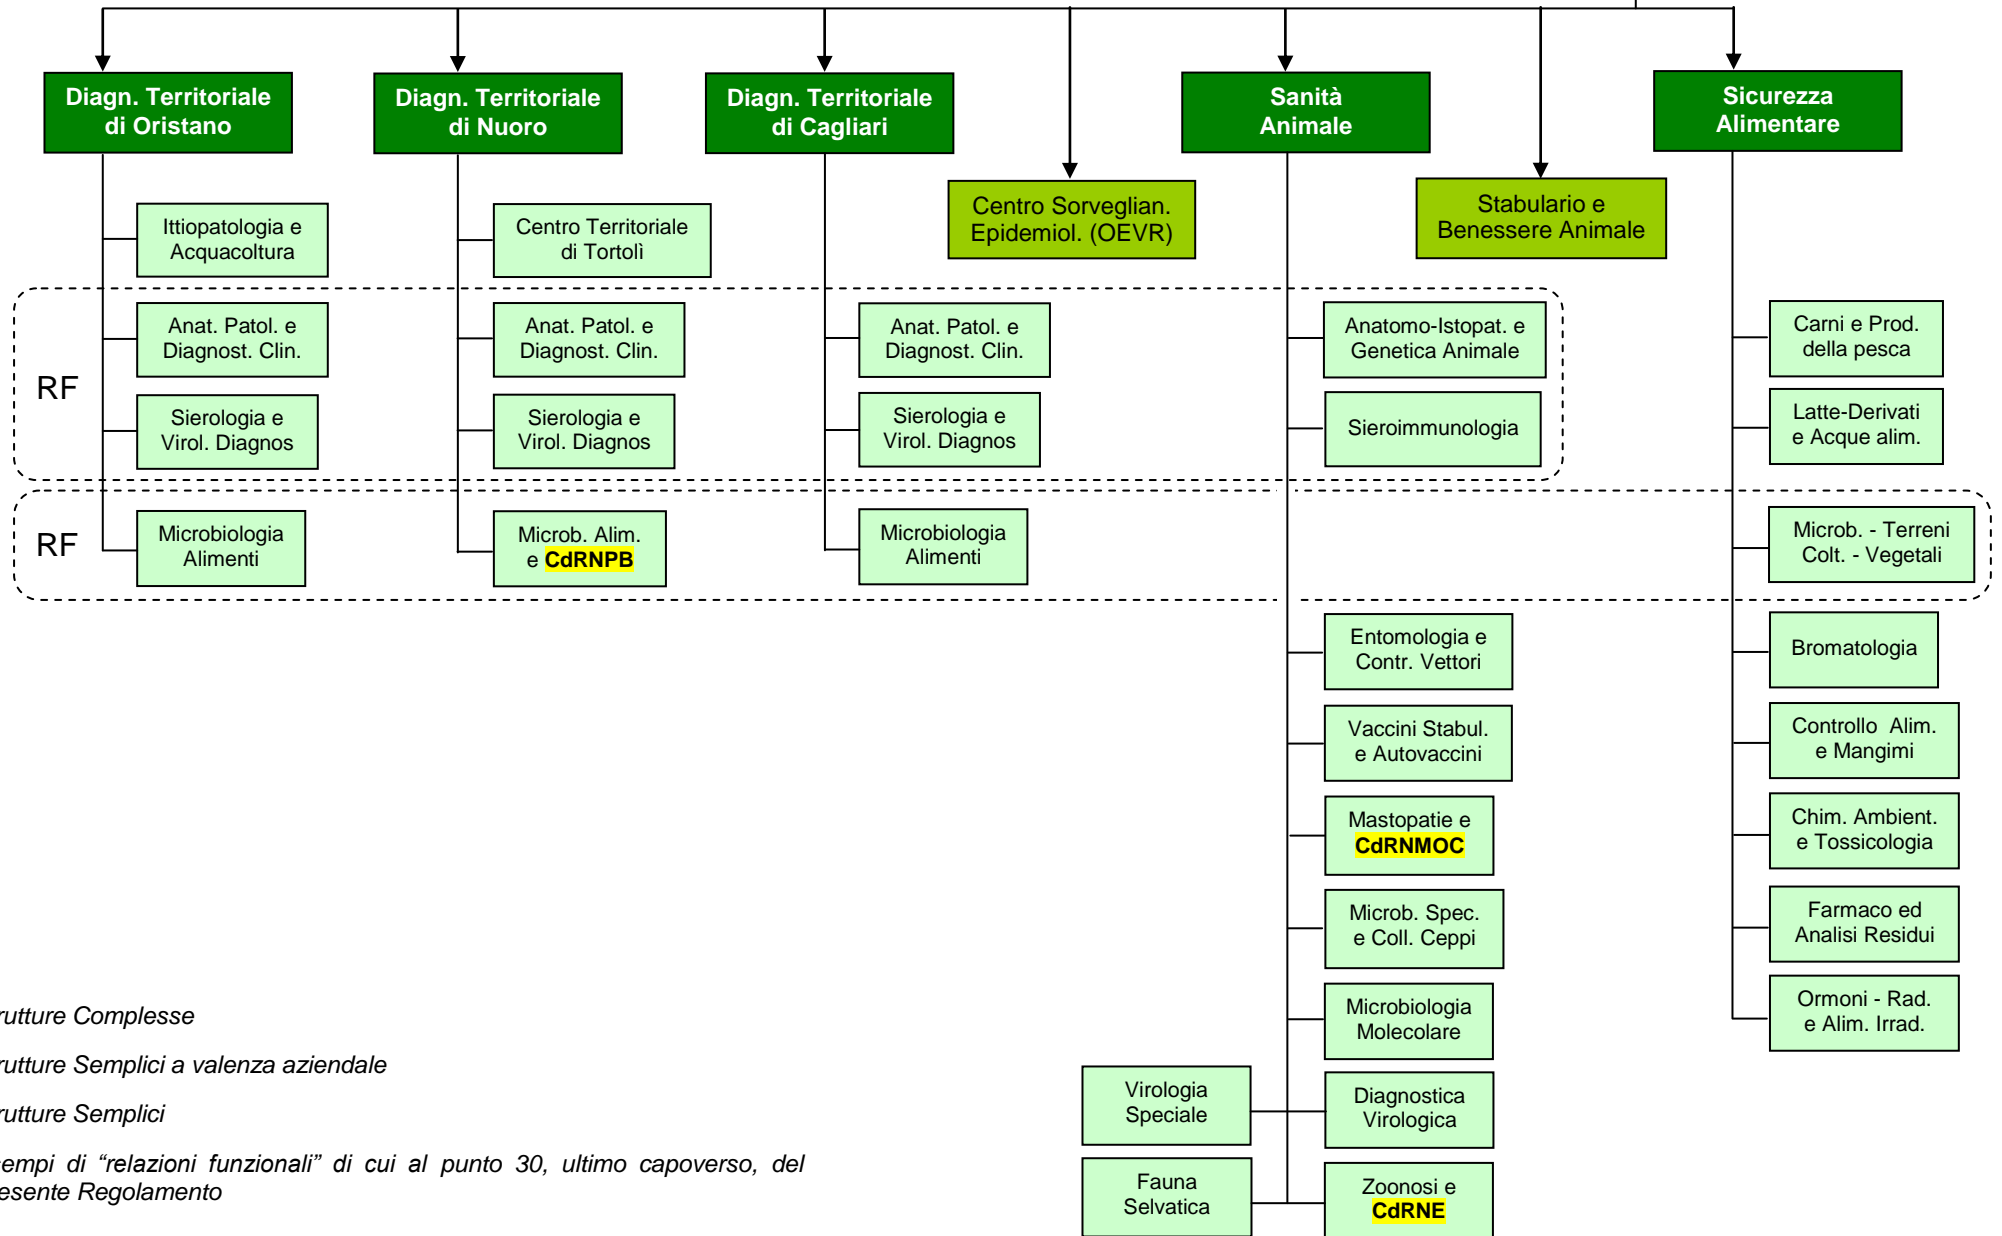 Diagn. Territoriale
di Oristano
Diagn. Territoriale
di Nuoro
Diagn. Territoriale
di Cagliari
Sanità
Animale
Sicurezza
Alimentare
Centro Sorveglian.
Epidemiol. (OEVR)
Stabulario e
Benessere Animale
Ittiopatologia e
Acquacoltura
Centro Territoriale
di Tortolì
RF
Anat. Patol. e
Diagnost. Clin.
Anat. Patol. e
Diagnost. Clin.
Anat. Patol. e
Diagnost. Clin.
Anatomo-Istopat. e
Genetica Animale
Carni e Prod.
della pesca
Sierologia e
Virol. Diagnos
Sierologia e
Virol. Diagnos
Sierologia e
Virol. Diagnos
Sieroimmunologia
Latte-Derivati
e Acque alim.
RF
Microbiologia
Alimenti
Microb. Alim.
e CdRNPB
Microbiologia
Alimenti
Microb. - Terreni
Colt. - Vegetali
Entomologia e
Contr. Vettori
Bromatologia
Vaccini Stabul.
e Autovaccini
Controllo Alim.
e Mangimi
Mastopatie e
CdRNMOC
Chim. Ambient.
e Tossicologia
Microb. Spec.
e Coll. Ceppi
Farmaco ed
Analisi Residui
Microbiologia
Molecolare
Ormoni - Rad.
e Alim. Irrad.
Virologia
Speciale
Diagnostica
Virologica
Fauna
Selvatica
Zoonosi e
CdRNE
rutture Complesse
rutture Semplici a valenza aziendale
rutture Semplici
sempi di “relazioni funzionali” di cui al punto 30, ultimo capoverso, del
esente Regolamento